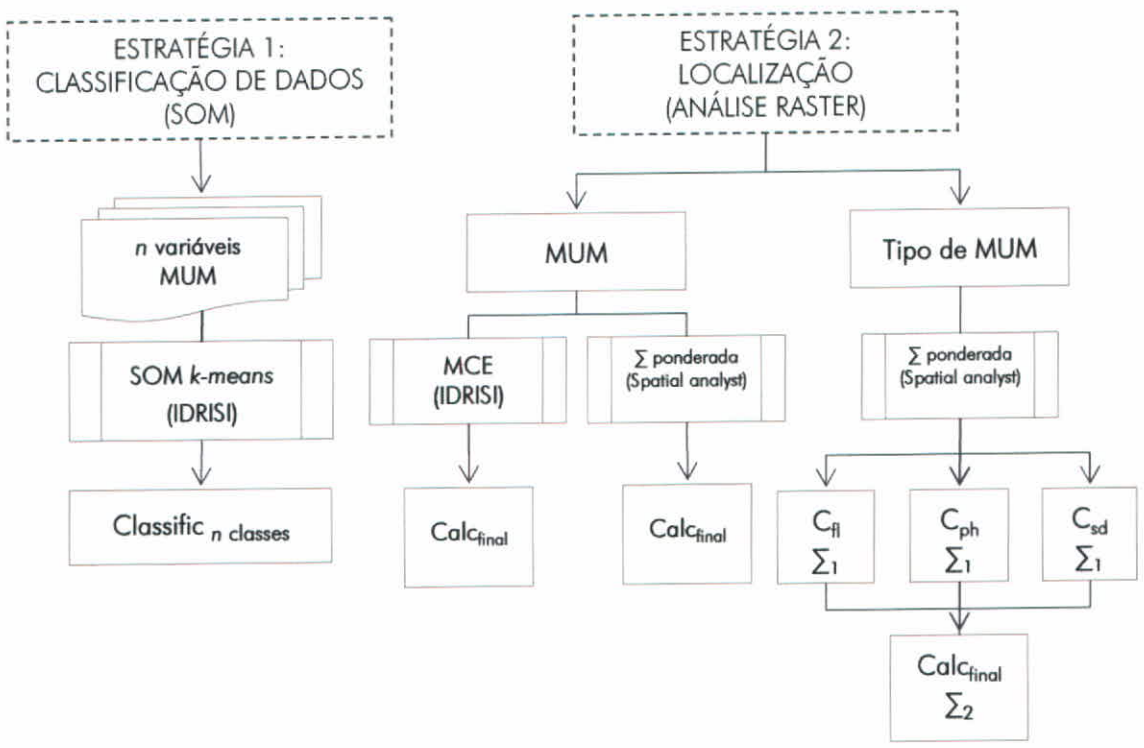 ESTRATÉGIA 1:
CLASSIFICAÇÃO DE DADOS
(SOM)
n variáveis
MUM
SOM k-means
(IDRISI)
Classific n classes
ESTRATÉGIA 2:
LOCALIZAÇÃO
(ANÁLISE RASTER)
MUM
MCE
(IDRISI)
Calcfinal
∑ ponderada
(Spatial analyst)
Calcfinal
Tipo de MUM
∑ ponderada
(Spatial analyst)
Cfl
∑1
Cph
∑1
Csd
∑1
Calcfinal
∑2